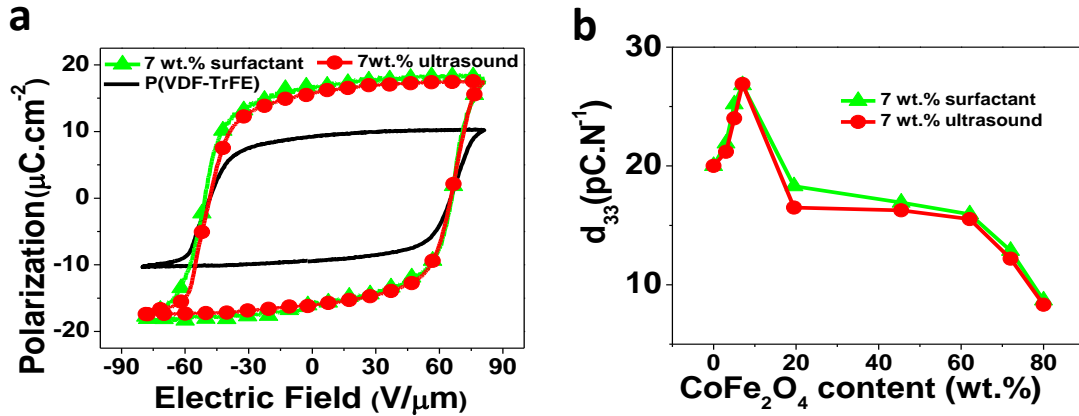 a
7 wt.% surfactant
7wt.% ultrasound
P(VDF-TrFE)
20
10
0
-10
-20
Polarization(μC.cm-2)
-90
-60
-30
0
30
60
90
Electric Field (V/μm)
b
7 wt.% surfactant
7 wt.% ultrasound
30
20
10
d33(pC.N-1)
0
20
40
60
80
CoFe2O4 content (wt.%)